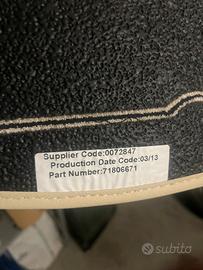 Supplier Code:0072847
Production Date Code:03/13
Part Number:71806671
subito